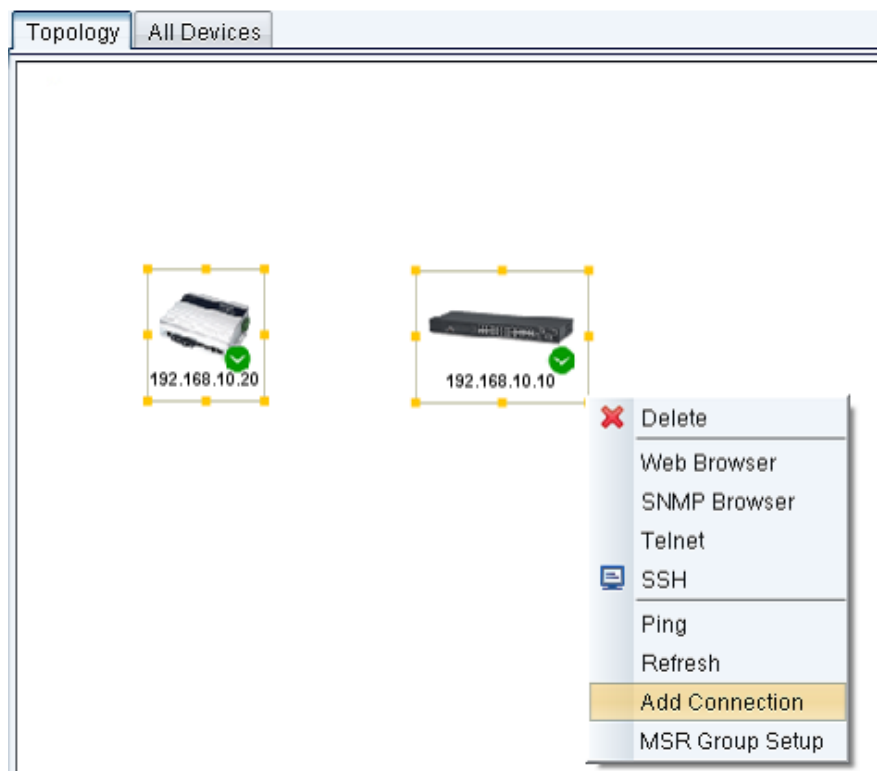 Topology All Devices
192.168.10.20 192.168.10.10
Delete
Web Browser
SNMP Browser
Telnet
SSH
Ping
Refresh
Add Connection
MSR Group Setup